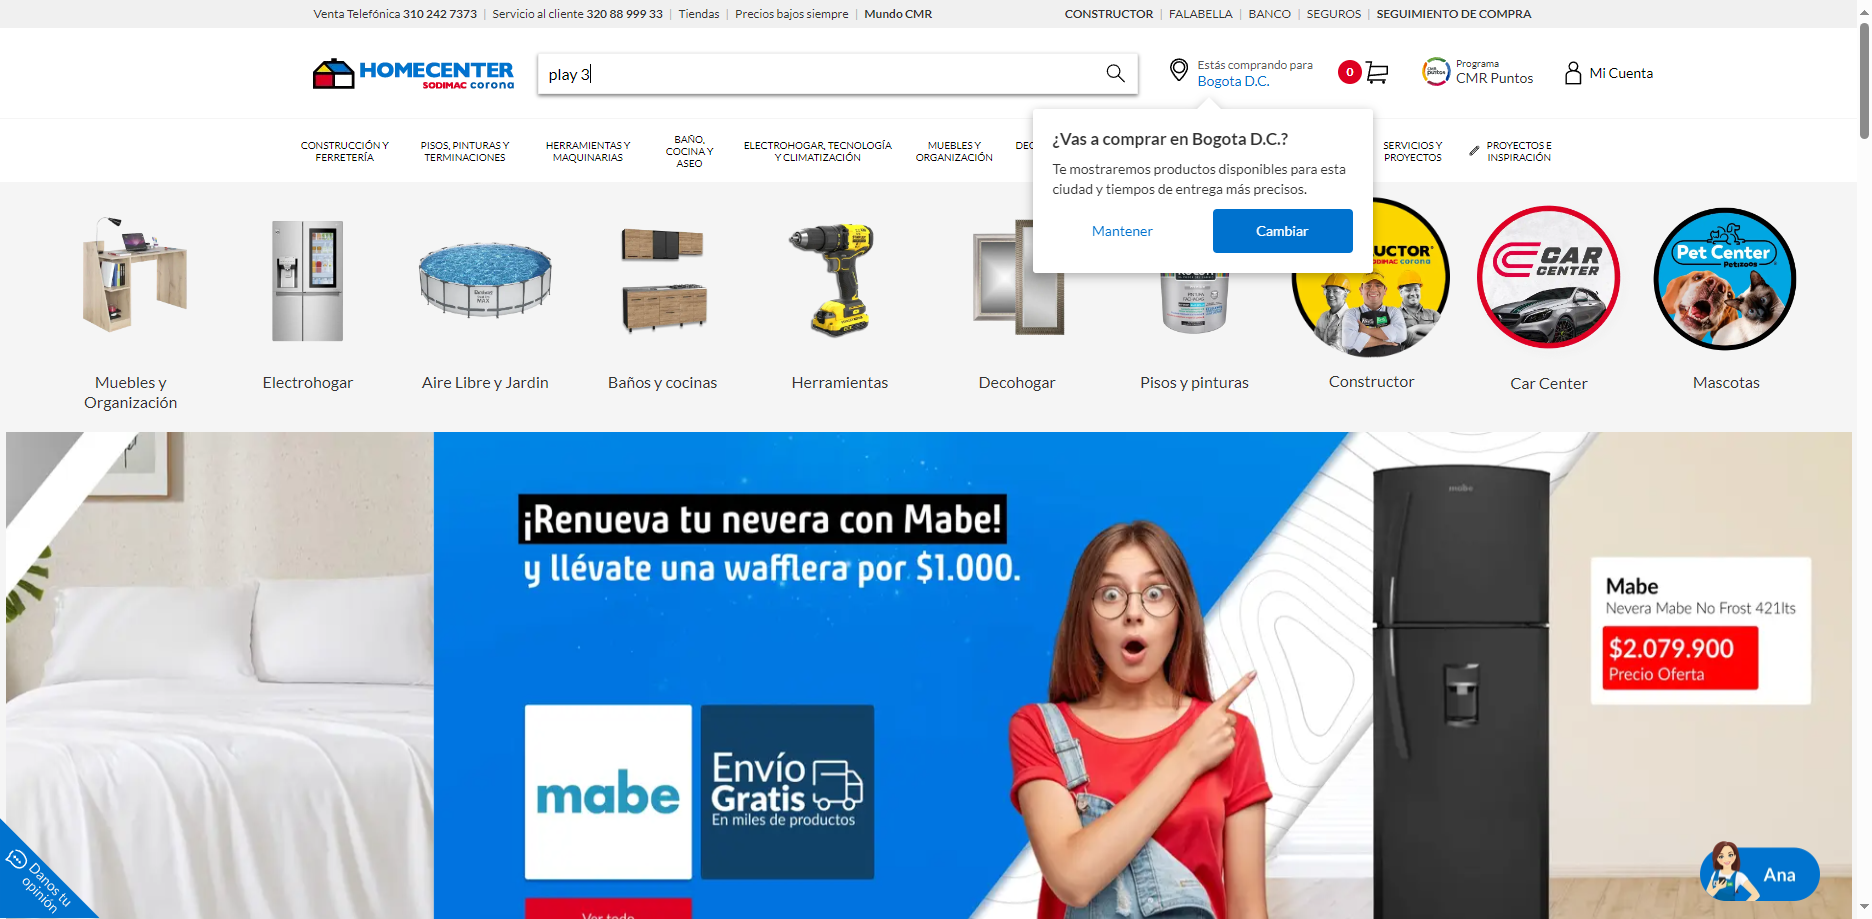 Venta Telefónica 310 242 7373 | Servicio al cliente 320 88 999 33 | Tiendas | Precios bajos siempre | Mundo CMR
CONSTRUCTOR | FALABELLA | BANCO | SEGUROS | SEGUIMIENTO DE COMPRA
HOMECENTER
SODIMAC corona
play 3
Estás comprando para
Bogota D.C.
0
Programa
CMR Puntos
Mi Cuenta
CONSTRUCCIÓN Y
FERRETERÍA
PISOS, PINTURAS Y
TERMINACIONES
HERRAMIENTAS Y
MAQUINARIAS
BAÑO,
COCINA Y
ASEO
ELECTROHOGAR, TECNOLOGÍA
Y CLIMATIZACIÓN
MUEBLES Y
ORGANIZACIÓN
SERVICIOS Y
PROYECTOS
PROYECTOS E
INSPIRACIÓN
¿Vas a comprar en Bogota D.C.?
Te mostraremos productos disponibles para esta
ciudad y tiempos de entrega más precisos.
Mantener
Cambiar
UCTOR
SODIMAC corona
CAR
CENTER
Pet Center
Muebles y
Organización
Electrohogar
Aire Libre y Jardin
Baños y cocinas
Herramientas
Decohogar
Pisos y pinturas
Constructor
Car Center
Mascotas
¡Renueva tu nevera con Mabe!
y llévate una wafflera por $1.000.
mabe
Envío
Gratis
En miles de productos
Ver todo
mabe
Mabe
Nevera Mabe No Frost 421lts
$2.079.900
Precio Oferta
Danos tu
opinión
Ana